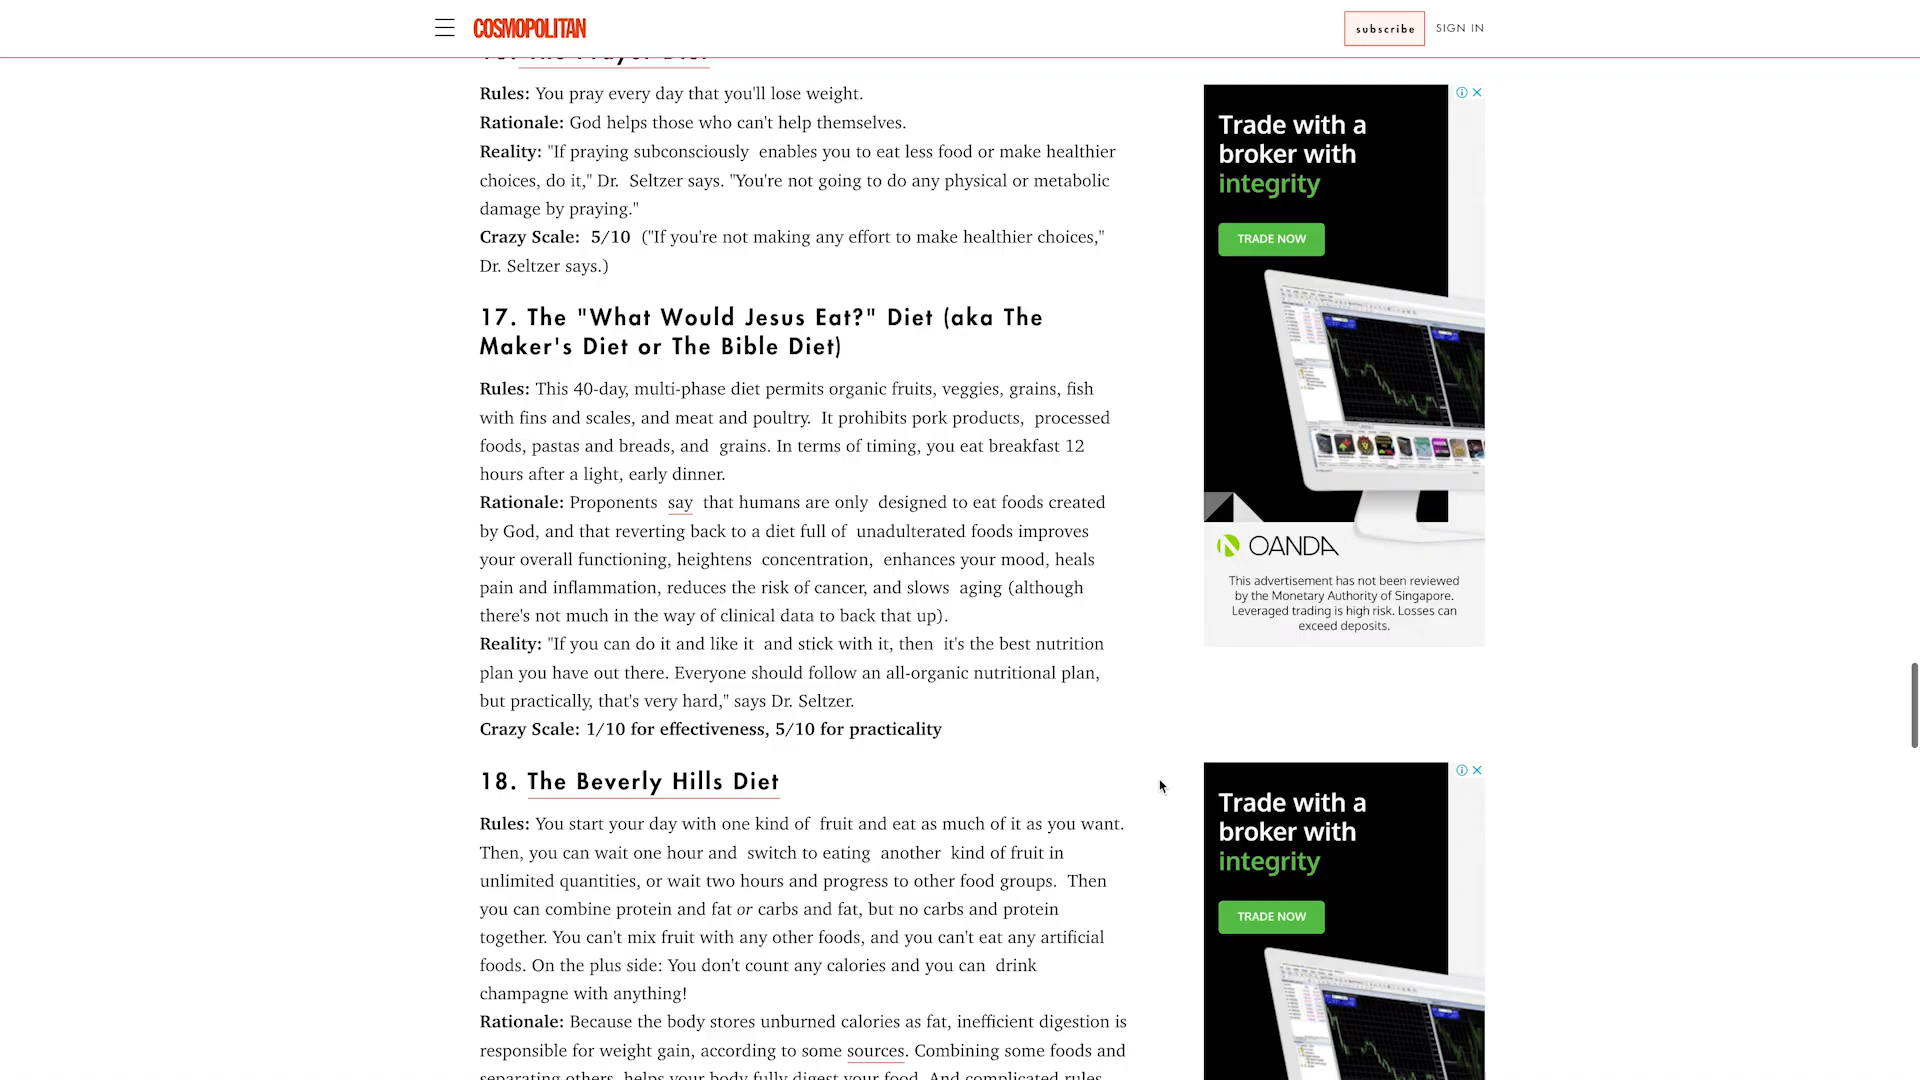 COSMOPOLITAN
subscribe
SIGN IN
The Prayer Diet
Rules: You pray every day that you'll lose weight.
Rationale: God helps those who can't help themselves.
Reality: "If praying subconsciously enables you to eat less food or make healthier
choices, do it," Dr. Seltzer says. "You're not going to do any physical or metabolic
damage by praying."
Crazy Scale: 5/10 ("If you're not making any effort to make healthier choices,"
Dr. Seltzer says.)
17. The "What Would Jesus Eat?" Diet (aka The
Maker's Diet or The Bible Diet)
Rules: This 40-day, multi-phase diet permits organic fruits, veggies, grains, fish
with fins and scales, and meat and poultry. It prohibits pork products, processed
foods, pastas and breads, and grains. In terms of timing, you eat breakfast 12
hours after a light, early dinner.
Rationale: Proponents say that humans are only designed to eat foods created
by God, and that reverting back to a diet full of unadulterated foods improves
your overall functioning, heightens concentration, enhances your mood, heals
pain and inflammation, reduces the risk of cancer, and slows aging (although
there's not much in the way of clinical data to back that up).
Reality: "If you can do it and like it and stick with it, then it's the best nutrition
plan you have out there. Everyone should follow an all-organic nutritional plan,
but practically, that's very hard," says Dr. Seltzer.
Crazy Scale: 1/10 for effectiveness, 5/10 for practicality
18. The Beverly Hills Diet
Rules: You start your day with one kind of fruit and eat as much of it as you want.
Then, you can wait one hour and switch to eating another kind of fruit in
unlimited quantities, or wait two hours and progress to other food groups. Then
you can combine protein and fat or carbs and fat, but no carbs and protein
together. You can't mix fruit with any other foods, and you can't eat any artificial
foods. On the plus side: You don't count any calories and you can drink
champagne with anything!
Rationale: Because the body stores unburned calories as fat, inefficient digestion is
responsible for weight gain, according to some sources. Combining some foods and
separating others, helps your body fully digest your food. And complicated rules
Trade with a
broker with
integrity
TRADE NOW
OANDA
This advertisement has not been reviewed
by the Monetary Authority of Singapore.
Leveraged trading is high risk. Losses can
exceed deposits.
Trade with a
broker with
integrity
TRADE NOW